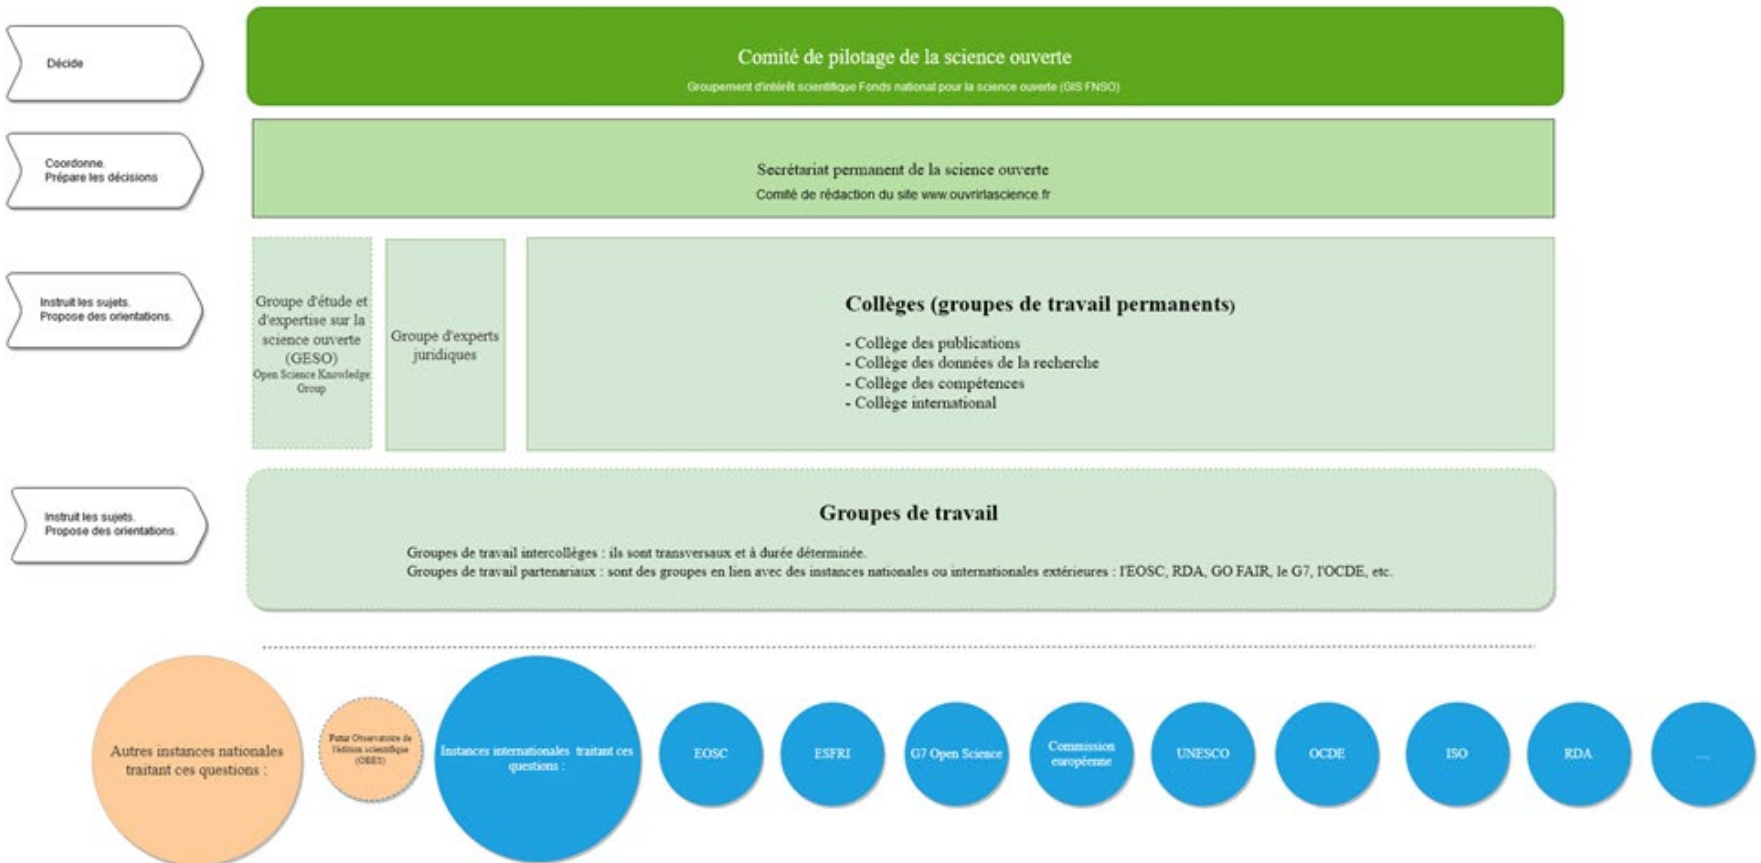 Décide
Comité de pilotage de la science ouverte
Groupement d'intérêt scientifique Fonds national pour la science ouverte (GIS FNSO)
Coordonne.
Prépare les décisions
Secrétariat permanent de la science ouverte
Comité de rédaction du site www.ouvrirlascience.fr
Instruit les sujets.
Propose des orientations.
Groupe d'étude et
d'expertise sur la
science ouverte
(GESO)
Open Science Knowledge
Group
Groupe d'experts
juridiques
Collèges (groupes de travail permanents)
- Collège des publications
- Collège des données de la recherche
- Collège des compétences
- Collège international
Instruit les sujets.
Propose des orientations.
Groupes de travail
Groupes de travail intercollèges : ils sont transversaux et à durée déterminée.
Groupes de travail partenariaux : sont des groupes en lien avec des instances nationales ou internationales extérieures : l'EOSC, RDA, GO FAIR, le G7, l'OCDE, etc.
Autres instances nationales
traitant ces questions :
Futur Observatoire de
l'édition scientifique
Instances internationales traitant ces
questions :
EOSC
ESFRI
G7 Open Science
Commission
européenne
UNESCO
OCDE
ISO
RDA
....